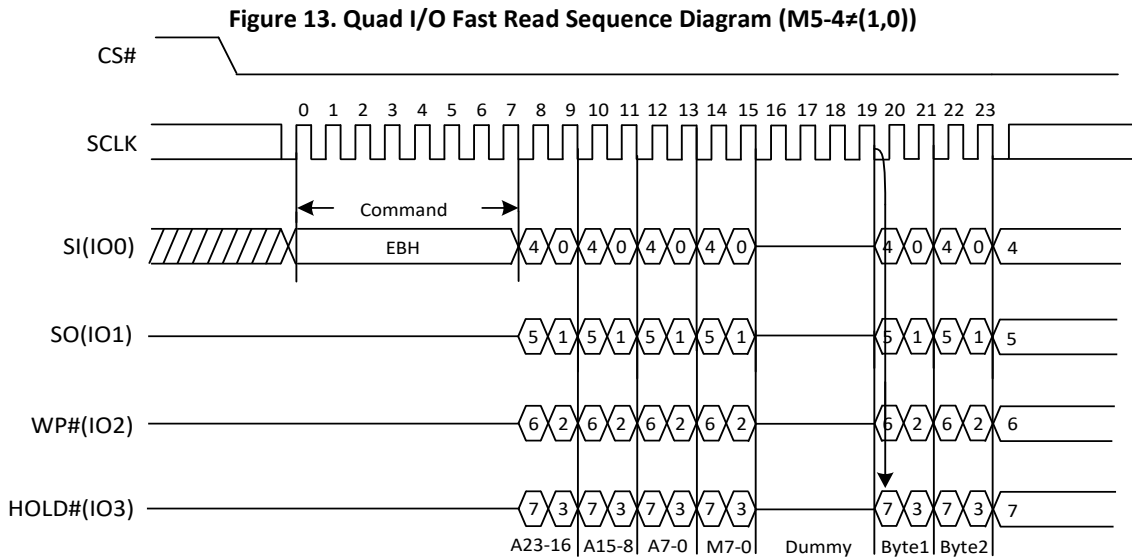 Figure 13. Quad I/O Fast Read Sequence Diagram (M5-4≠(1,0))
CS#
0 1 2 3 4 5 6 7 8 9 10 11 12 13 14 15 16 17 18 19 20 21 22 23
SCLK
Command
SI(IO0) EBH 4 0 4 0 4 0 4 0 4 0 4 0 4
SO(IO1) 5 1 5 1 5 1 5 1 5 1 5 1 5
WP#(IO2) 6 2 6 2 6 2 6 2 6 2 6 2 6
HOLD#(IO3) 7 3 7 3 7 3 7 3 7 3 7 3 7
A23-16 A15-8 A7-0 M7-0 Dummy Byte1 Byte2